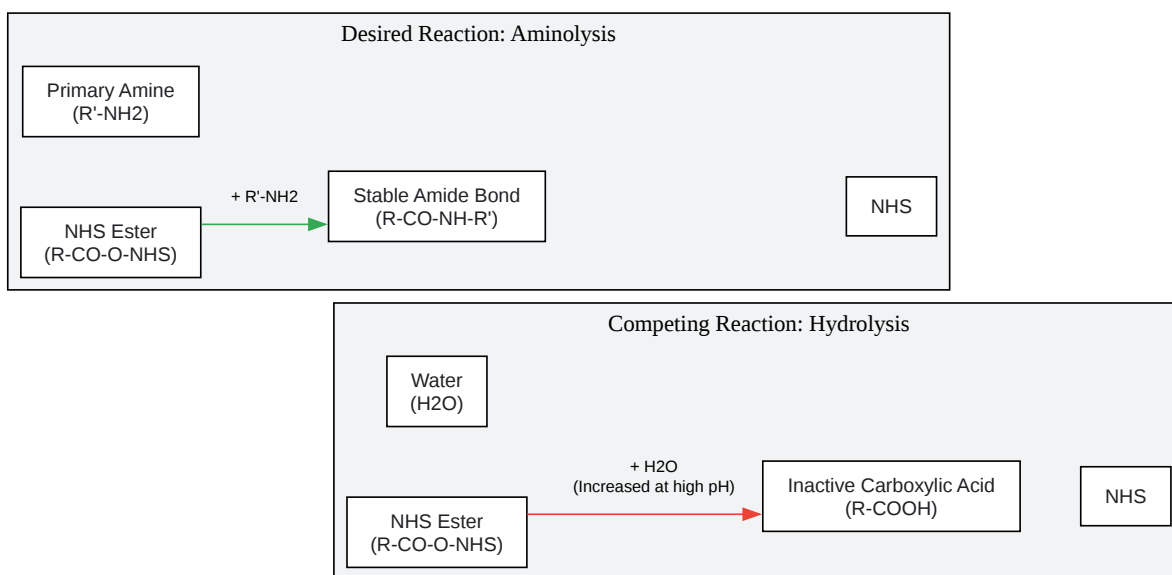 Desired Reaction: Aminolysis
Primary Amine
(R'-NH2)
+ R'-NH2
Stable Amide Bond
(R-CO-NH-R')
NHS
NHS Ester
(R-CO-O-NHS)
Competing Reaction: Hydrolysis
Water
(H2O)
+ H2O
(Increased at high pH)
Inactive Carboxylic Acid
(R-COOH)
NHS
NHS Ester
(R-CO-O-NHS)